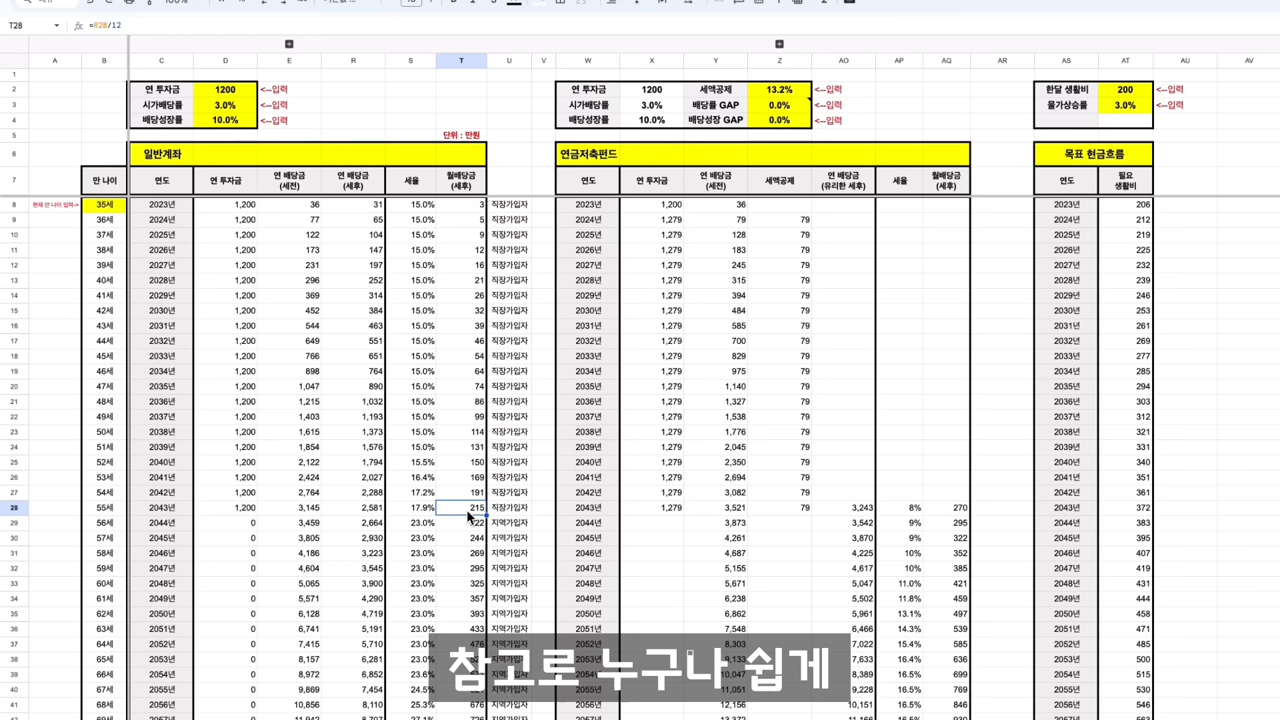 T28 =R28/12
A B C D E R S T U V W X Y Z AO AP AQ AR AS AT AU AV
1
2 연 투자금 1200 <--입력 연 투자금 1200 세액공제 13.2% <--입력 한달 생활비 200 <--입력
3 시가배당률 3.0% <--입력 시가배당률 3.0% 배당률 GAP 0.0% <--입력 물가상승률 3.0% <--입력
4 배당성장률 10.0% <--입력 배당성장률 10.0% 배당성장 GAP 0.0% <--입력
5 단위 : 만원
6 일반계좌 연금저축펀드 목표 현금흐름
7 만 나이 연도 연 투자금 연 배당금 (세전) 연 배당금 (세후) 세율 월배당금 (세후) 연도 연 투자금 연 배당금 (세전) 세액공제 연 배당금 (유리한 세후) 세율 월배당금 (세후) 연도 필요 생활비
8 현재 만 나이 입력-> 35세 2023년 1,200 36 31 15.0% 3 직장가입자 2023년 1,200 36 2023년 206
9 36세 2024년 1,200 77 65 15.0% 5 직장가입자 2024년 1,279 79 79 2024년 212
10 37세 2025년 1,200 122 104 15.0% 9 직장가입자 2025년 1,279 128 79 2025년 219
11 38세 2026년 1,200 173 147 15.0% 12 직장가입자 2026년 1,279 183 79 2026년 225
12 39세 2027년 1,200 231 197 15.0% 16 직장가입자 2027년 1,279 245 79 2027년 232
13 40세 2028년 1,200 296 252 15.0% 21 직장가입자 2028년 1,279 315 79 2028년 239
14 41세 2029년 1,200 369 314 15.0% 26 직장가입자 2029년 1,279 394 79 2029년 246
15 42세 2030년 1,200 452 384 15.0% 32 직장가입자 2030년 1,279 484 79 2030년 253
16 43세 2031년 1,200 544 463 15.0% 39 직장가입자 2031년 1,279 585 79 2031년 261
17 44세 2032년 1,200 649 551 15.0% 46 직장가입자 2032년 1,279 700 79 2032년 269
18 45세 2033년 1,200 766 651 15.0% 54 직장가입자 2033년 1,279 829 79 2033년 277
19 46세 2034년 1,200 898 764 15.0% 64 직장가입자 2034년 1,279 975 79 2034년 285
20 47세 2035년 1,200 1,047 890 15.0% 74 직장가입자 2035년 1,279 1,140 79 2035년 294
21 48세 2036년 1,200 1,215 1,032 15.0% 86 직장가입자 2036년 1,279 1,327 79 2036년 303
22 49세 2037년 1,200 1,403 1,193 15.0% 99 직장가입자 2037년 1,279 1,538 79 2037년 312
23 50세 2038년 1,200 1,615 1,373 15.0% 114 직장가입자 2038년 1,279 1,776 79 2038년 321
24 51세 2039년 1,200 1,854 1,576 15.0% 131 직장가입자 2039년 1,279 2,045 79 2039년 331
25 52세 2040년 1,200 2,122 1,794 15.5% 150 직장가입자 2040년 1,279 2,350 79 2040년 340
26 53세 2041년 1,200 2,424 2,027 16.4% 169 직장가입자 2041년 1,279 2,694 79 2041년 351
27 54세 2042년 1,200 2,764 2,288 17.2% 191 직장가입자 2042년 1,279 3,082 79 2042년 361
28 55세 2043년 1,200 3,145 2,581 17.9% 215 직장가입자 2043년 1,279 3,521 79 3,243 8% 270 2043년 372
29 56세 2044년 0 3,459 2,664 23.0% 지역가입자 2044년 3,873 3,542 9% 295 2044년 383
30 57세 2045년 0 3,805 2,930 23.0% 244 지역가입자 2045년 4,261 3,870 9% 322 2045년 395
31 58세 2046년 0 4,186 3,223 23.0% 269 지역가입자 2046년 4,687 4,225 10% 352 2046년 407
32 59세 2047년 0 4,604 3,545 23.0% 295 지역가입자 2047년 5,155 4,617 10% 385 2047년 419
33 60세 2048년 0 5,065 3,900 23.0% 325 지역가입자 2048년 5,671 5,047 11.0% 421 2048년 431
34 61세 2049년 0 5,571 4,290 23.0% 357 지역가입자 2049년 6,238 5,502 11.8% 459 2049년 444
35 62세 2050년 0 6,128 4,719 23.0% 393 지역가입자 2050년 6,862 5,961 13.1% 497 2050년 458
36 63세 2051년 0 6,741 5,191 23.0% 433 지역가입자 2051년 7,548 6,466 14.3% 539 2051년 471
37 64세 2052년 0 7,415 5,710 23.0% 476 지역가입자 2052년 8,303 7,022 15.4% 585 2052년 485
38 65세 2053년 0 8,157 6,281 23.0% 2053년 9,133 7,633 16.4% 636 2053년 500
39 66세 2054년 0 8,972 6,852 2054년 10,047 16.5% 699 2054년 515
40 67세 2055년 0 9,869 7,454 24.5% 2055년 11,051 9,228 16.5% 769 2055년 530
41 68세 2056년 0 10,856 8,110 25.3% 676 지역가입자 2056년 12,156 16.5% 846 2056년 546
참고로 누구나 쉽게